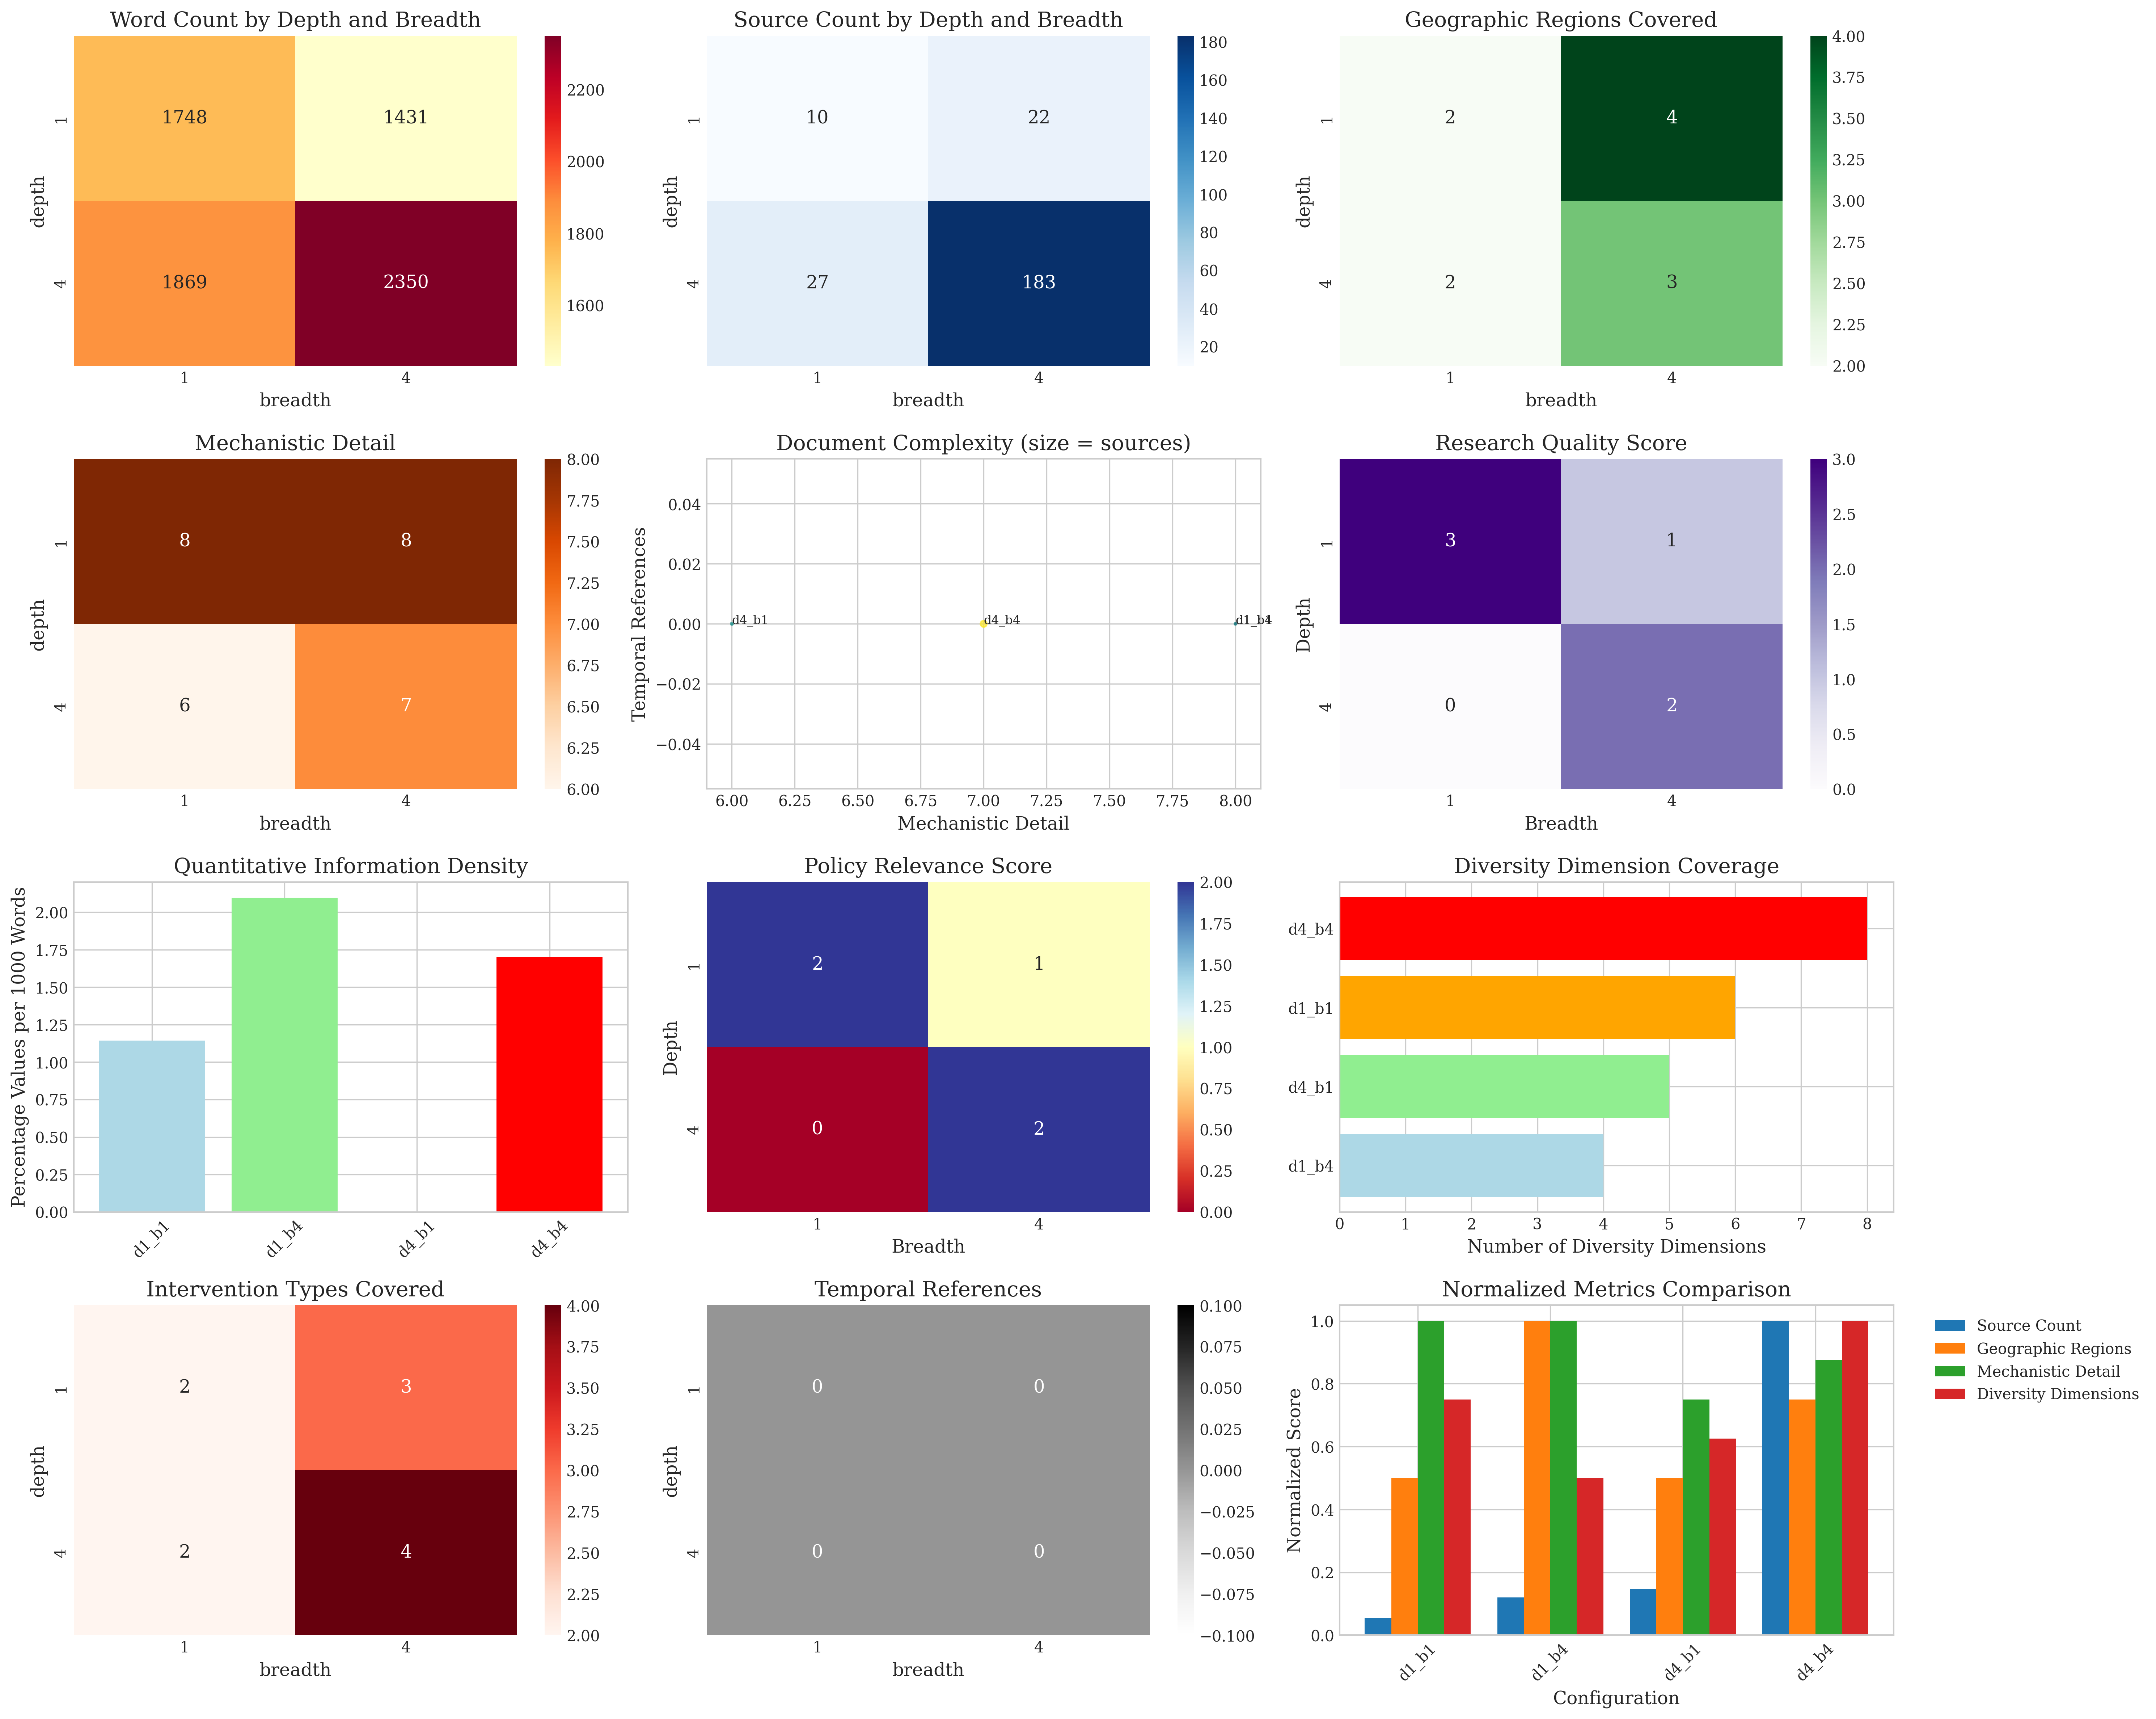 Word Count by Depth and Breadth
1748
1431
1869
2350
1
4
depth
1
4
breadth
2200
2000
1800
1600
Source Count by Depth and Breadth
10
22
27
183
1
4
depth
1
4
breadth
180
160
140
120
100
80
60
40
20
Geographic Regions Covered
2
4
2
3
1
4
depth
1
4
breadth
4.00
3.75
3.50
3.25
3.00
2.75
2.50
2.25
2.00
Mechanistic Detail
8
8
6
7
1
4
depth
1
4
breadth
8.00
7.75
7.50
7.25
7.00
6.75
6.50
6.25
6.00
Document Complexity (size = sources)
Temporal References
0.04
0.02
0.00
−0.02
−0.04
d4_b1
d4_b4
d1_b4
6.00 6.25 6.50 6.75 7.00 7.25 7.50 7.75 8.00
Mechanistic Detail
Research Quality Score
3
1
0
2
1
4
Depth
1
4
Breadth
3.0
2.5
2.0
1.5
1.0
0.5
0.0
Quantitative Information Density
Percentage Values per 1000 Words
2.00
1.75
1.50
1.25
1.00
0.75
0.50
0.25
0.00
d1_b1
d1_b4
d4_b1
d4_b4
Policy Relevance Score
2
1
0
2
1
4
Depth
1
4
Breadth
2.00
1.75
1.50
1.25
1.00
0.75
0.50
0.25
0.00
Diversity Dimension Coverage
d4_b4
d1_b1
d4_b1
d1_b4
0 1 2 3 4 5 6 7 8
Number of Diversity Dimensions
Intervention Types Covered
2
3
2
4
1
4
depth
1
4
breadth
4.00
3.75
3.50
3.25
3.00
2.75
2.50
2.25
2.00
Temporal References
0
0
0
0
1
4
depth
1
4
breadth
0.100
0.075
0.050
0.025
0.000
−0.025
−0.050
−0.075
−0.100
Normalized Metrics Comparison
Normalized Score
1.0
0.8
0.6
0.4
0.2
0.0
d1_b1
d1_b4
d4_b1
d4_b4
Configuration
Source Count
Geographic Regions
Mechanistic Detail
Diversity Dimensions